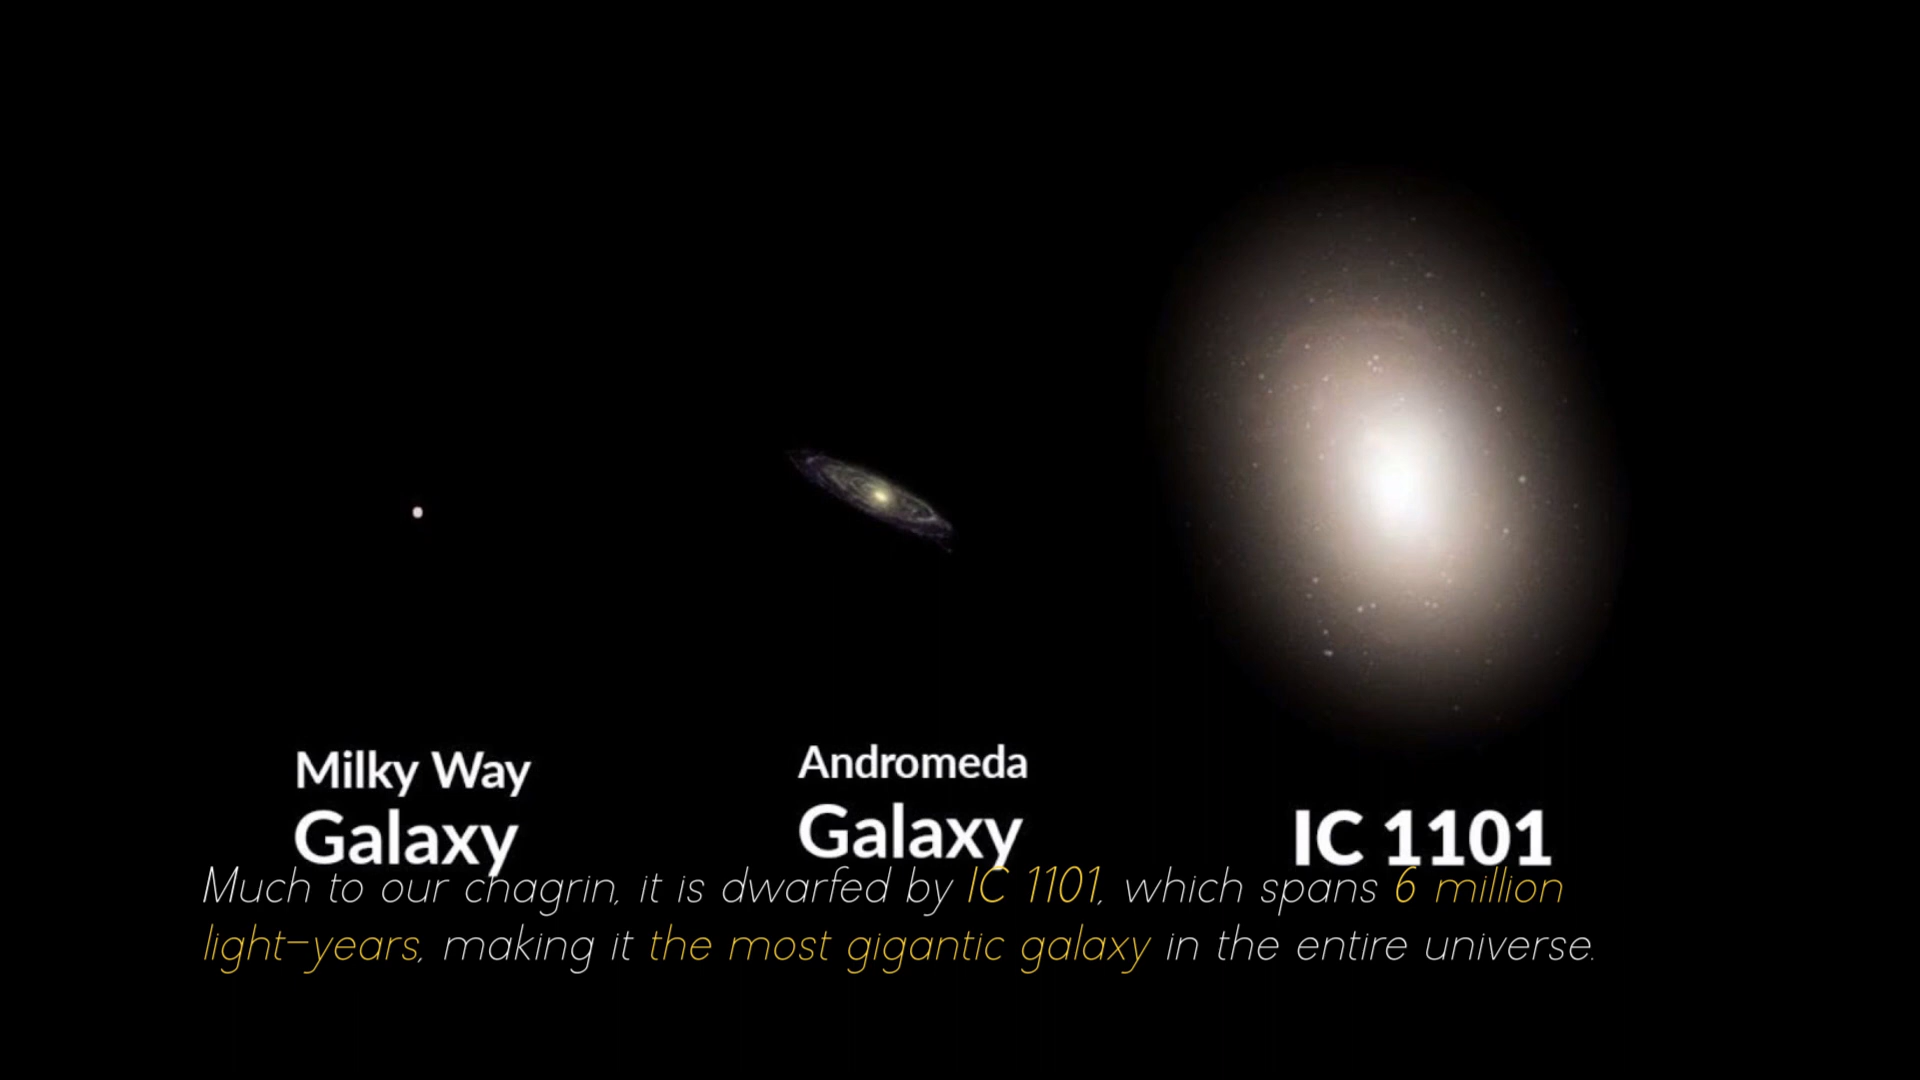 Milky Way
Galaxy
Andromeda
Galaxy
IC 1101
Much to our chagrin, it is dwarfed by IC 1101, which spans 6 million
light-years, making it the most gigantic galaxy in the entire universe.